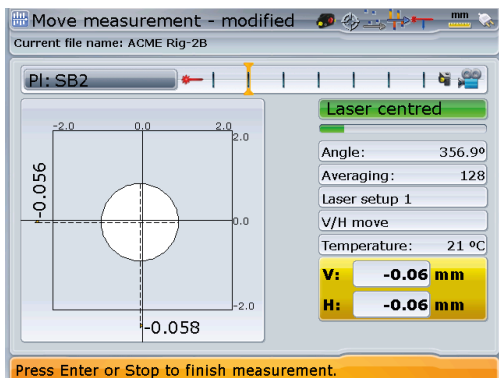 Move measurement - modified
mm
Current file name: ACME Rig-2B
Pl: SB2
Laser centred
-2.0 0.0 2.0
2.0
Angle: 356.9º
-0.056
Averaging: 128
Laser setup 1
0.0
V/H move
Temperature: 21 ºC
V: -0.06 mm
-2.0
H: -0.06 mm
-0.058
Press Enter or Stop to finish measurement.